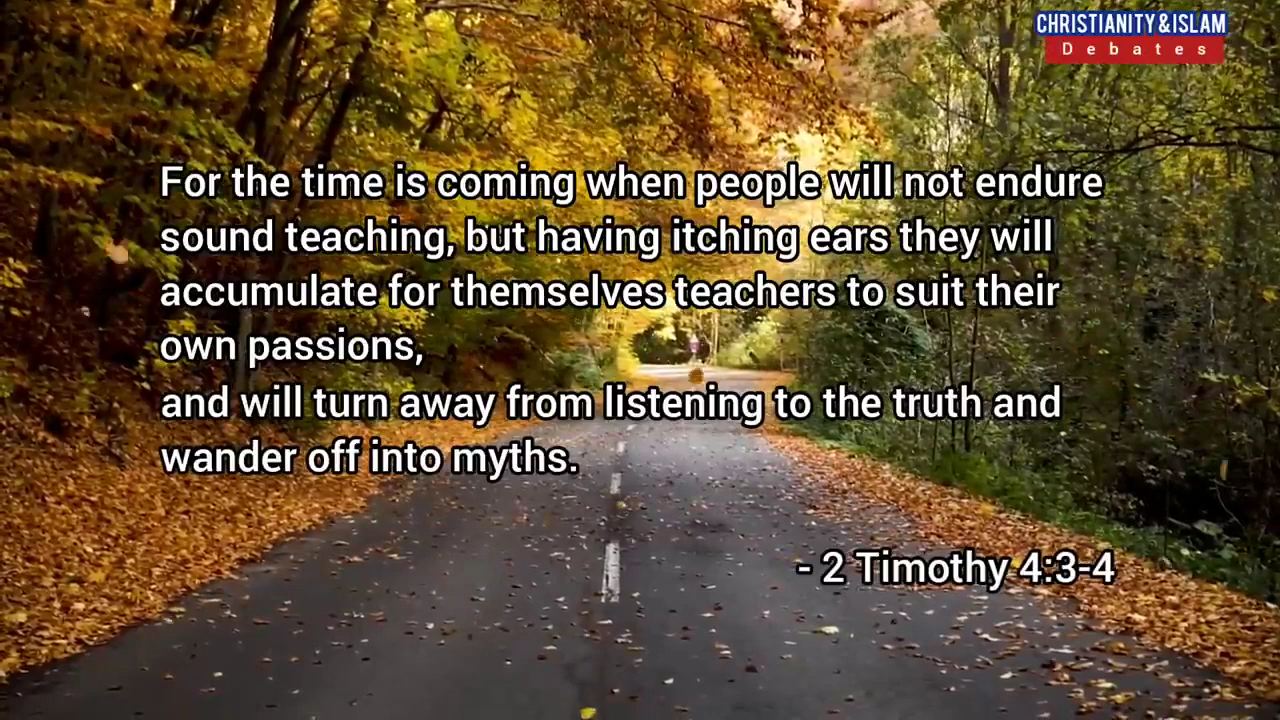 CHRISTIANITY & ISLAM
Debates
For the time is coming when people will not endure
sound teaching, but having itching ears they will
accumulate for themselves teachers to suit their
own passions,
and will turn away from listening to the truth and
wander off into myths.
- 2 Timothy 4:3-4